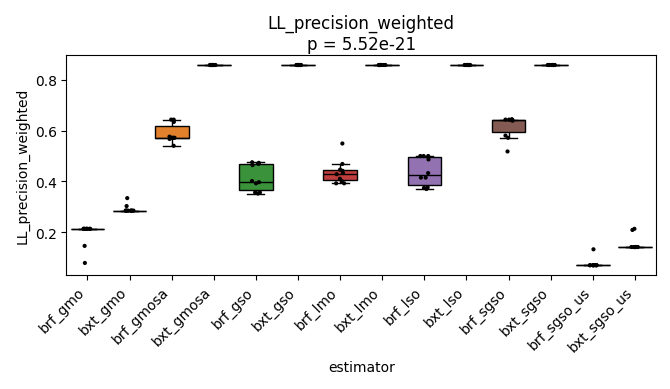 LL_precision_weighted
p = 5.52e-21
LL_precision_weighted
0.8
0.6
0.4
0.2
brf_gmo
bxt_gmo
brf_gmosa
bxt_gmosa
brf_gso
bxt_gso
brf_lmo
bxt_lmo
brf_lso
bxt_lso
brf_sgso
bxt_sgso
brf_sgso_us
bxt_sgso_us
estimator